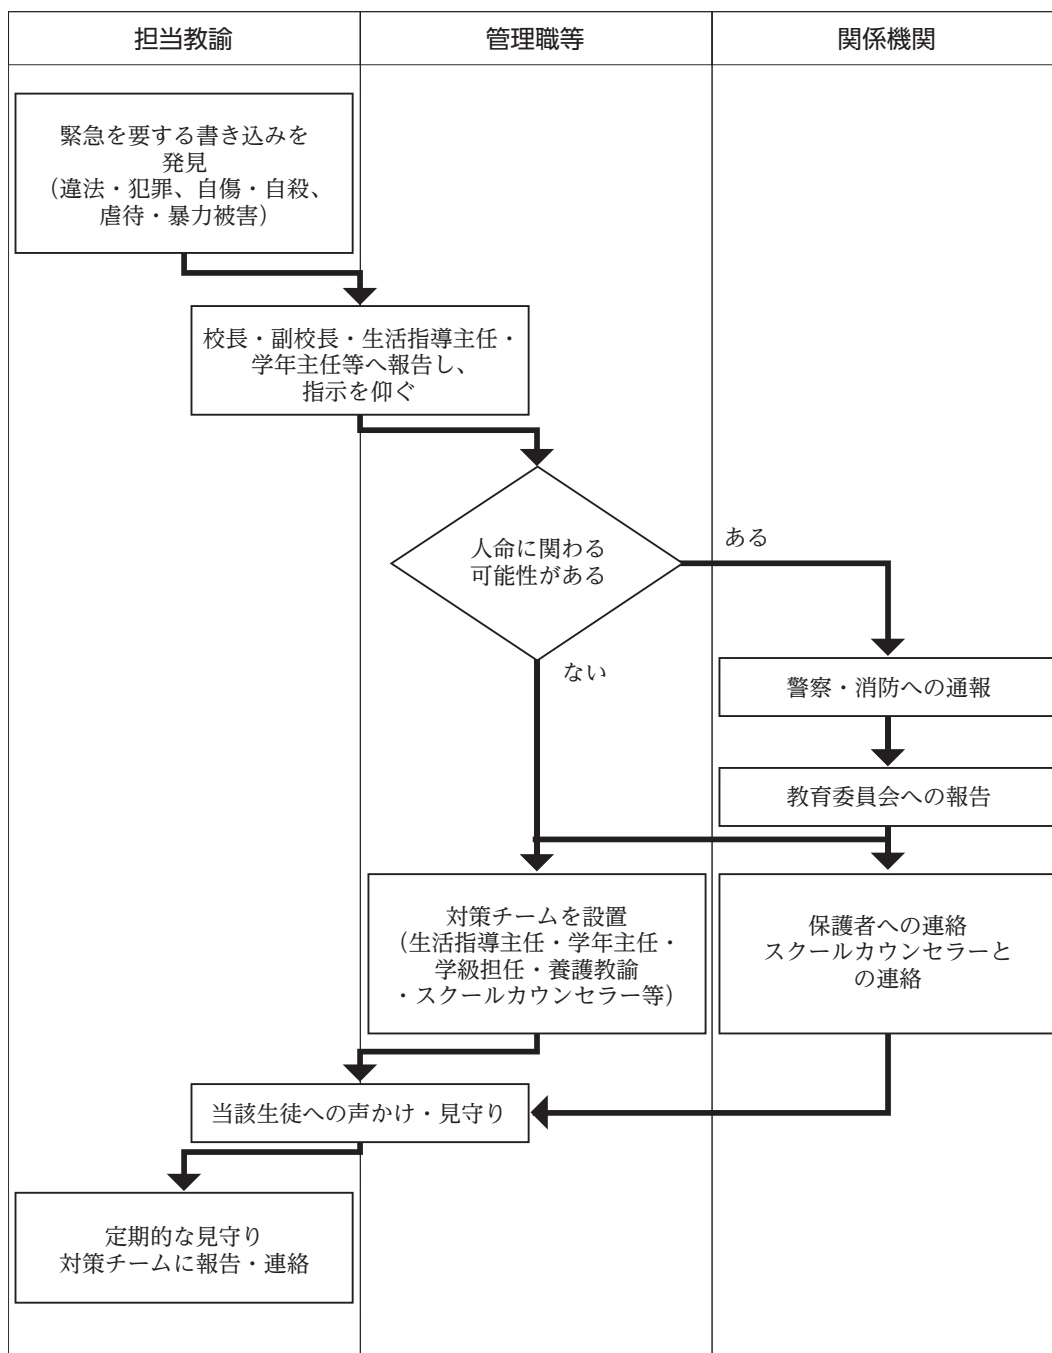 担当教諭
管理職等
関係機関
緊急を要する書き込みを
発見
（違法・犯罪、自傷・自殺、
虐待・暴力被害）
校長・副校長・生活指導主任・
学年主任等へ報告し、
指示を仰ぐ
人命に関わる
可能性がある
ある
ない
警察・消防への通報
教育委員会への報告
対策チームを設置
（生活指導主任・学年主任・
学級担任・養護教諭
・スクールカウンセラー等）
保護者への連絡
スクールカウンセラーと
の連絡
当該生徒への声かけ・見守り
定期的な見守り
対策チームに報告・連絡